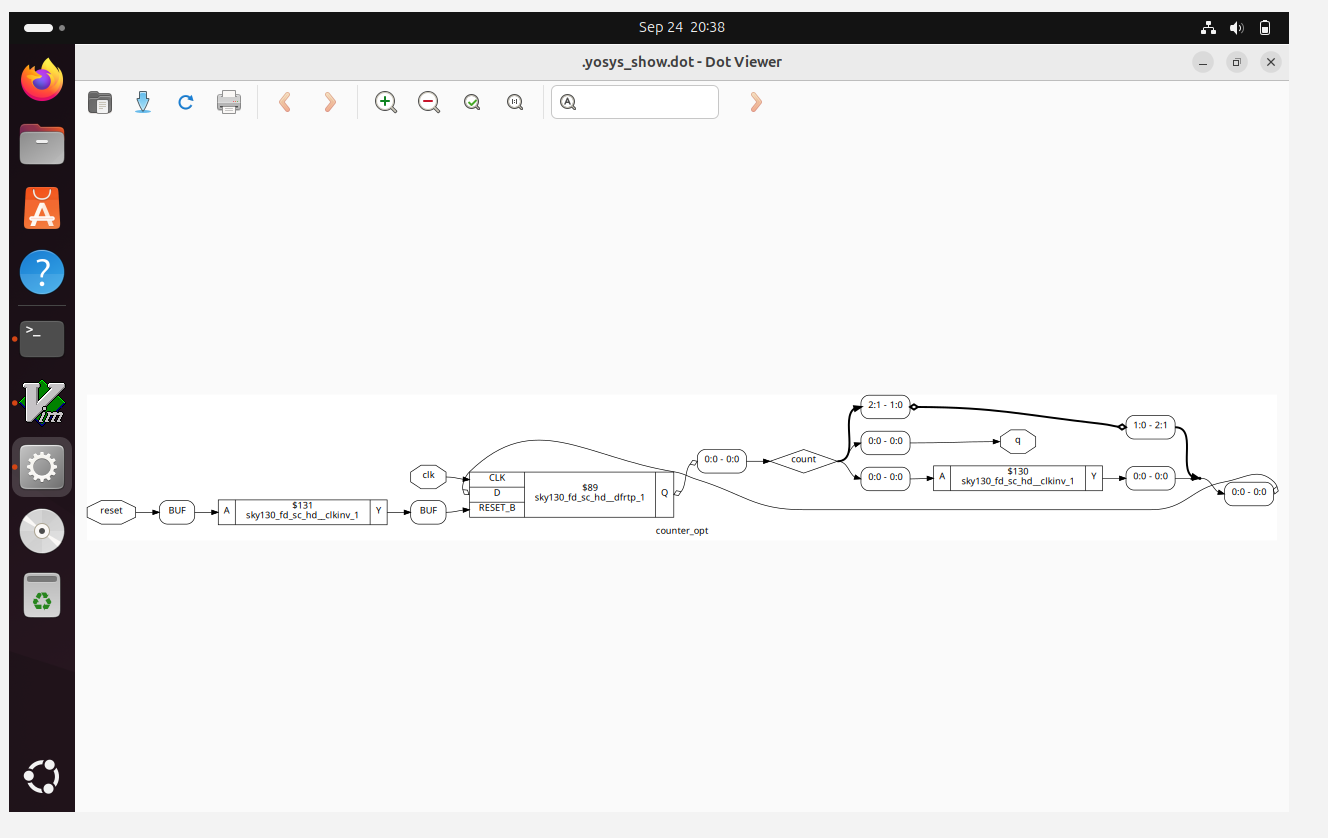 Sep 24 20:38
.yosys_show.dot - Dot Viewer
2:1 - 1:0
1:0 - 2:1
0:0 - 0:0
q
0:0 - 0:0
count
clk
CLK
D
RESET_B
$89
sky130_fd_sc_hd__dfrtp_1
Q
0:0 - 0:0
A
$130
sky130_fd_sc_hd__clkinv_1
Y
0:0 - 0:0
0:0 - 0:0
reset
BUF
A
$131
sky130_fd_sc_hd__clkinv_1
Y
BUF
counter_opt
>_
Vim